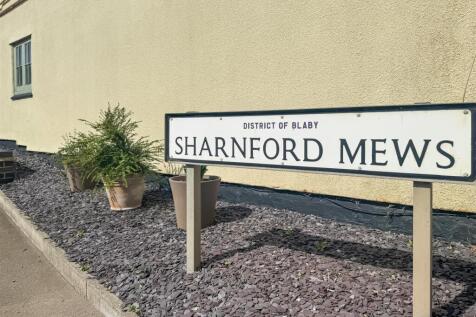 DISTRICT OF BLABY
SHARNFORD MEWS